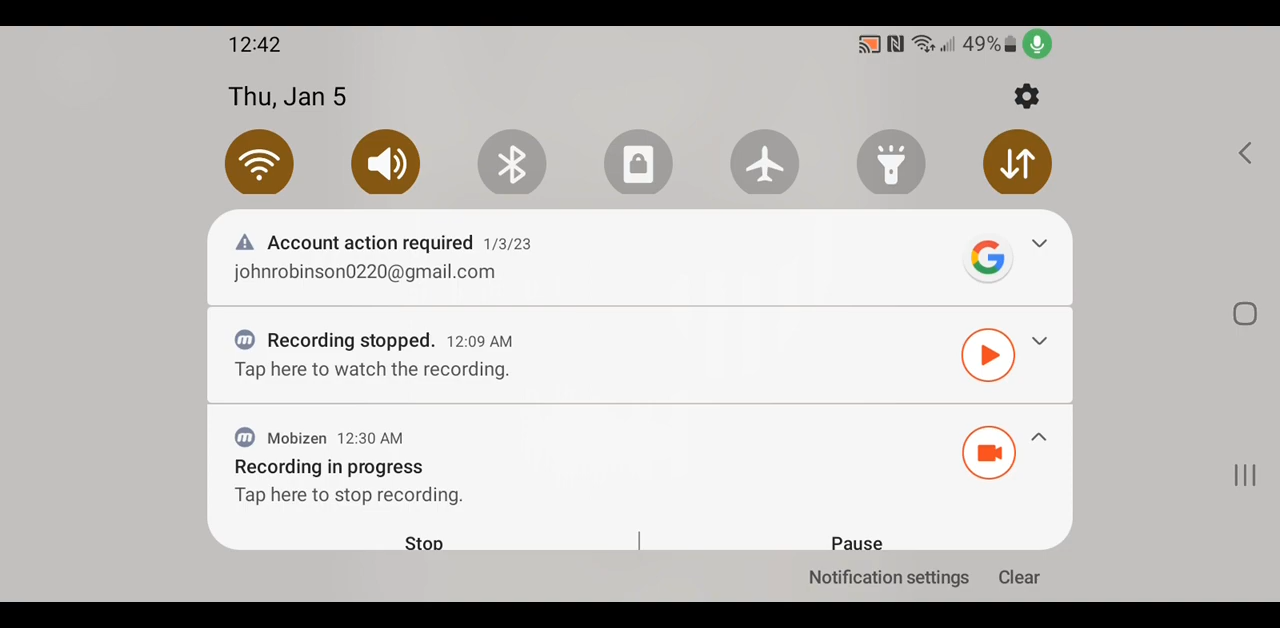 12:42
49%
Thu, Jan 5
Account action required 1/3/23
johnrobinson0220@gmail.com
Recording stopped. 12:09 AM
Tap here to watch the recording.
Mobizen 12:30 AM
Recording in progress
Tap here to stop recording.
Stop Pause
Notification settings Clear